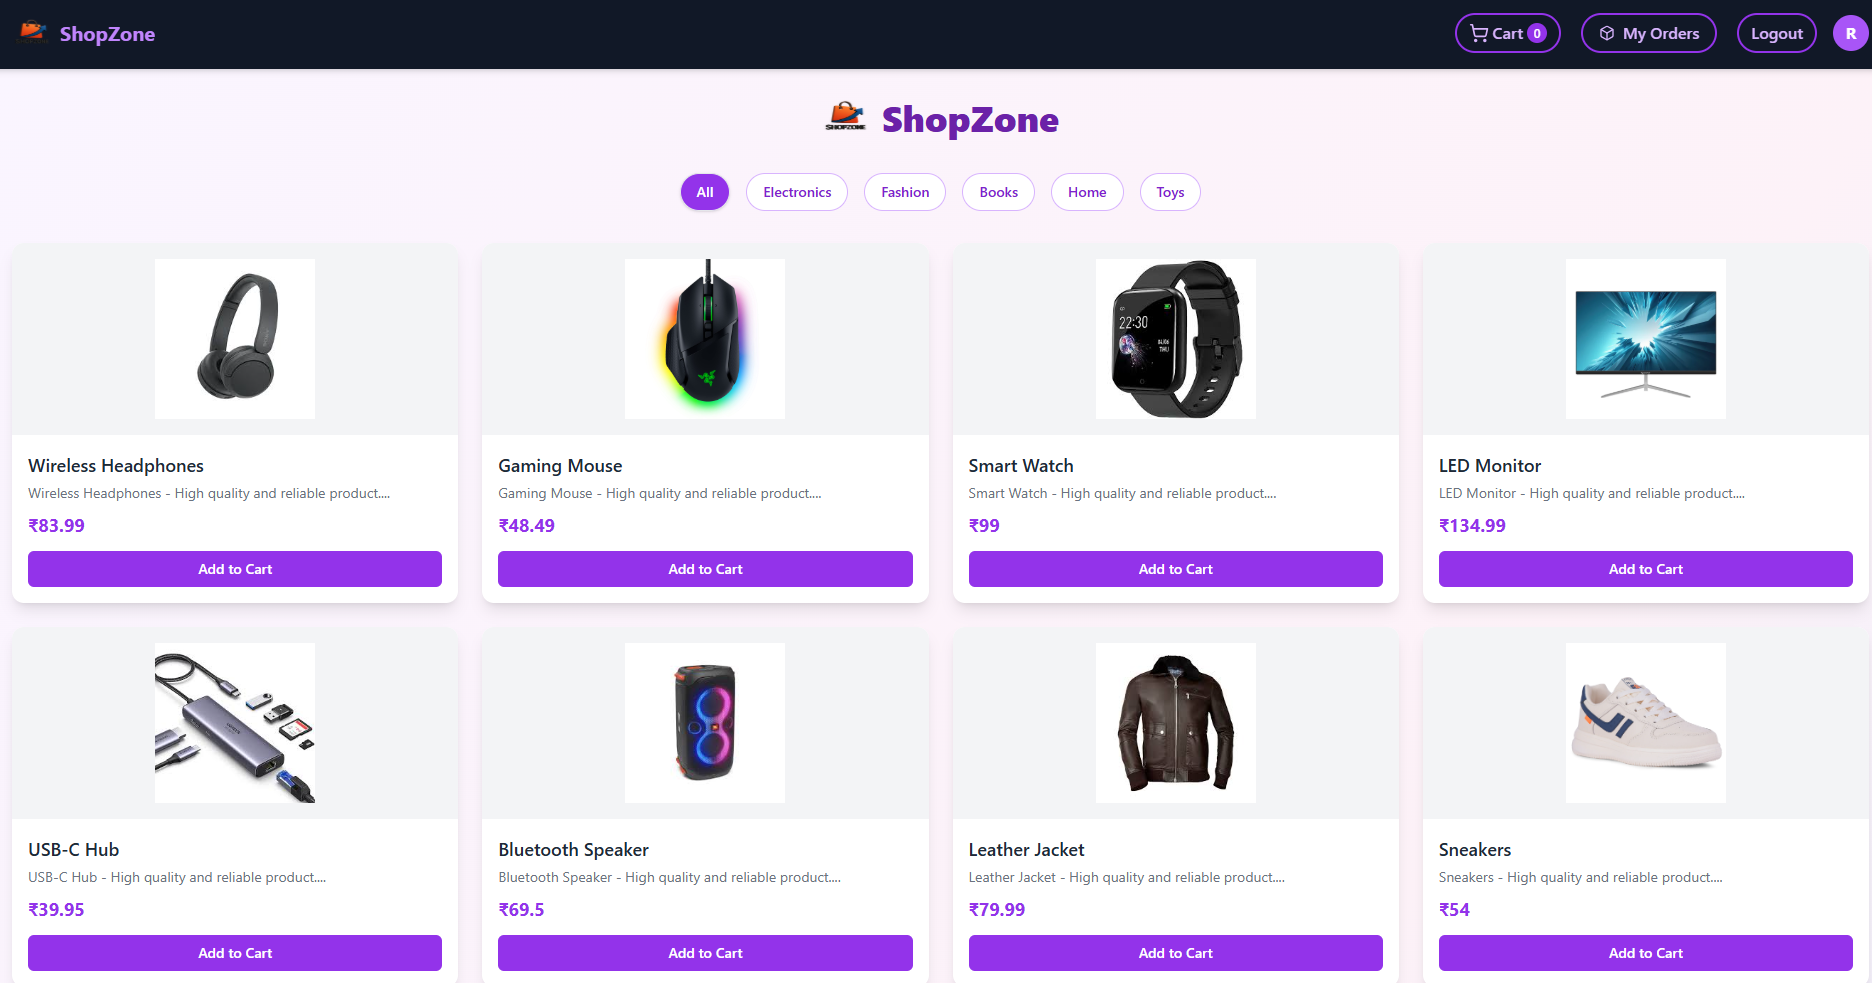 ShopZone
Cart 0
My Orders
Logout
R
SHOPZONE
ShopZone
All
Electronics
Fashion
Books
Home
Toys
22:30
04/06
THU
Wireless Headphones
Wireless Headphones - High quality and reliable product....
₹83.99
Add to Cart
Gaming Mouse
Gaming Mouse - High quality and reliable product....
₹48.49
Add to Cart
Smart Watch
Smart Watch - High quality and reliable product....
₹99
Add to Cart
LED Monitor
LED Monitor - High quality and reliable product....
₹134.99
Add to Cart
USB-C Hub
USB-C Hub - High quality and reliable product....
₹39.95
Add to Cart
Bluetooth Speaker
Bluetooth Speaker - High quality and reliable product....
₹69.5
Add to Cart
Leather Jacket
Leather Jacket - High quality and reliable product....
₹79.99
Add to Cart
Sneakers
Sneakers - High quality and reliable product....
₹54
Add to Cart